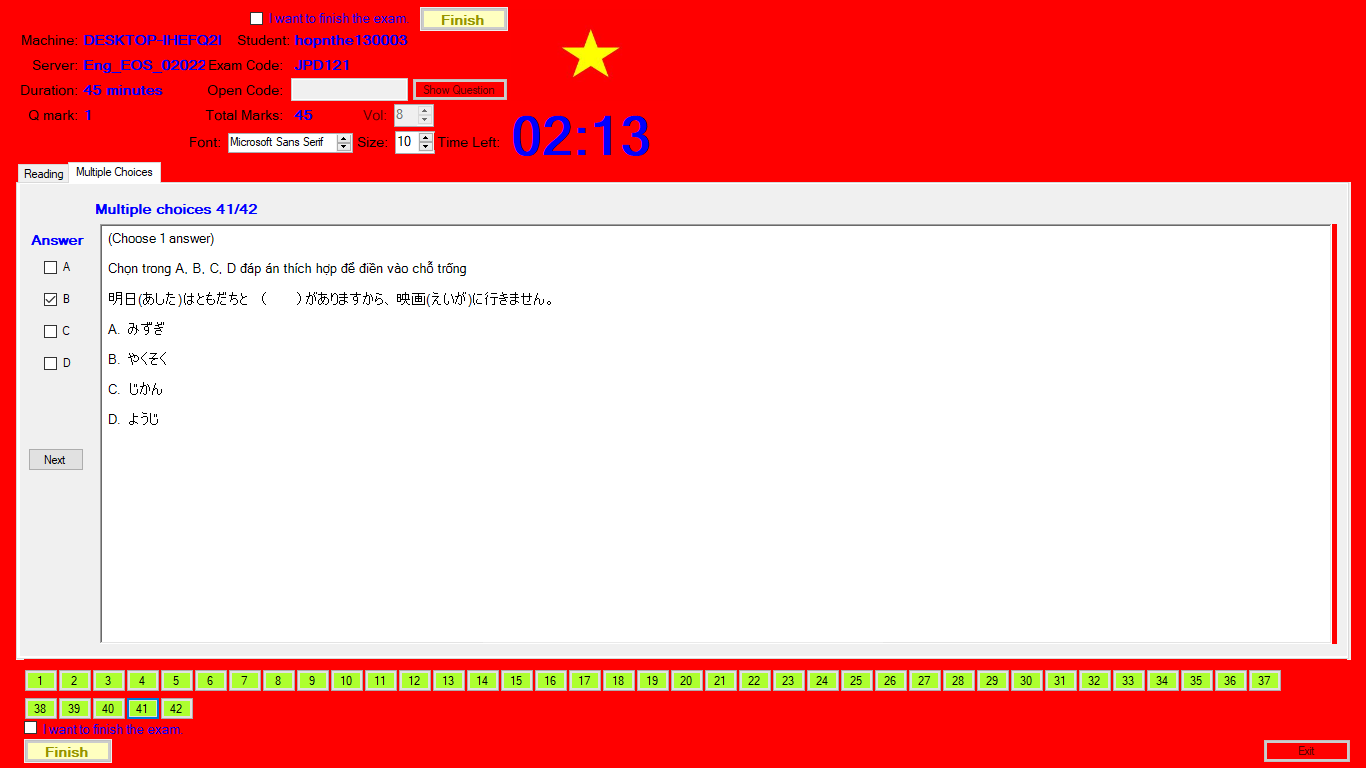 I want to finish the exam. Finish
Machine: DESKTOP-IHEFQ2I Student: hopnthe130003
Server: Eng_EOS_02022 Exam Code: JPD121
Duration: 45 minutes Open Code: Show Question
Q mark: 1 Total Marks: 45 Vol: 8
Font: Microsoft Sans Serif Size: 10 Time Left: 02:13
Reading Multiple Choices
Multiple choices 41/42
Answer
A
B
C
D
Next
(Choose 1 answer)
Chọn trong A, B, C, D đáp án thích hợp để điền vào chỗ trống
明日(あした)はともだちと （　　）がありますから、映画(えいが)に行きません。
A. みずぎ
B. やくそく
C. じかん
D. ようじ
1 2 3 4 5 6 7 8 9 10 11 12 13 14 15 16 17 18 19 20 21 22 23 24 25 26 27 28 29 30 31 32 33 34 35 36 37
38 39 40 41 42
I want to finish the exam.
Finish Exit